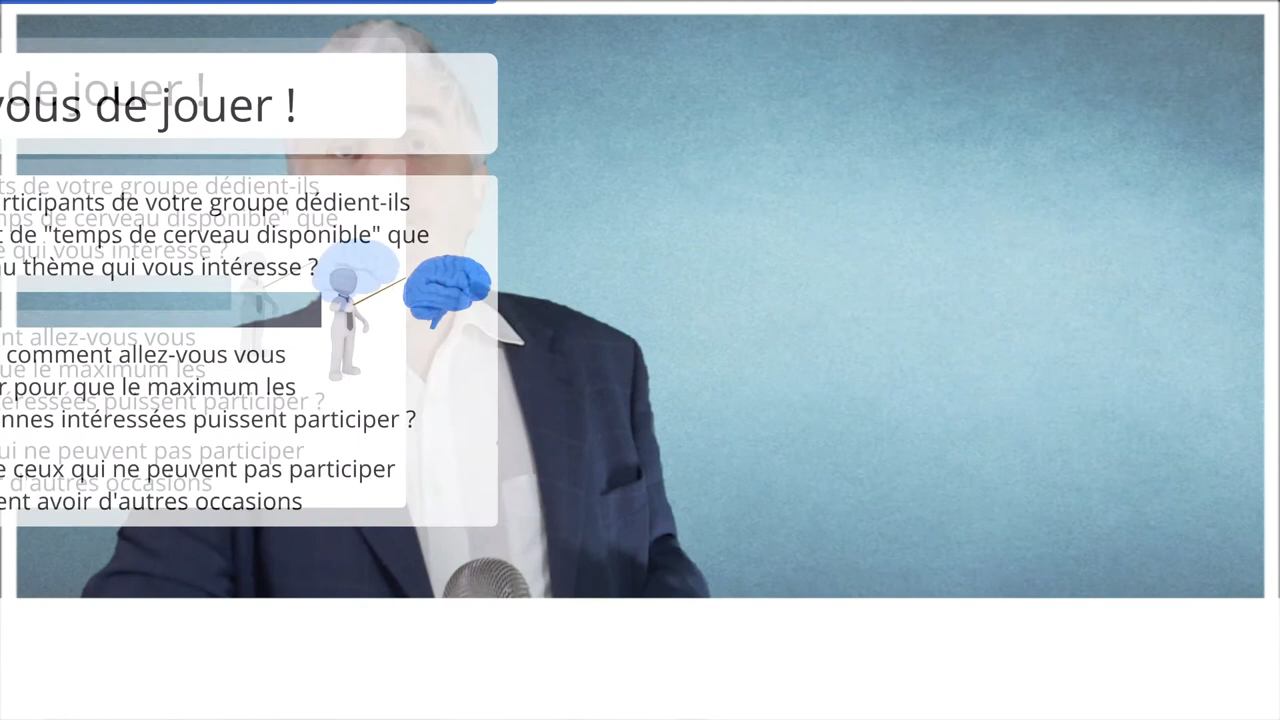 vous de jouer !
rticipants de votre groupe dédient-ils
t de "temps de cerveau disponible" que
au thème qui vous intéresse ?
comment allez-vous vous
r pour que le maximum les
nnes intéressées puissent participer ?
e ceux qui ne peuvent pas participer
ent avoir d'autres occasions